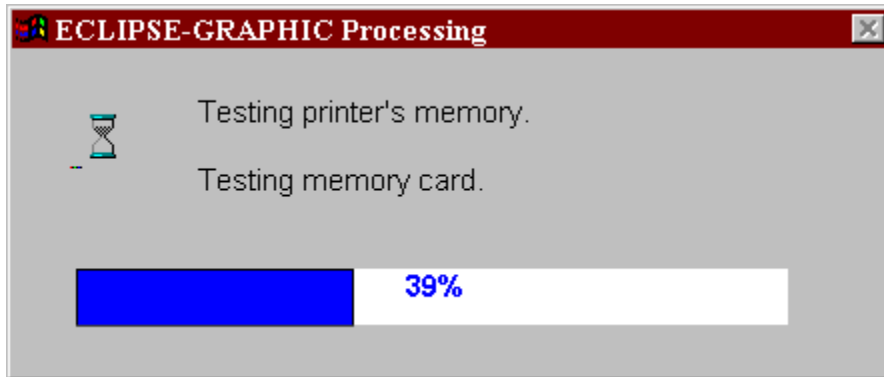 ECLIPSE-GRAPHIC Processing
Testing printer's memory.
Testing memory card.
39%